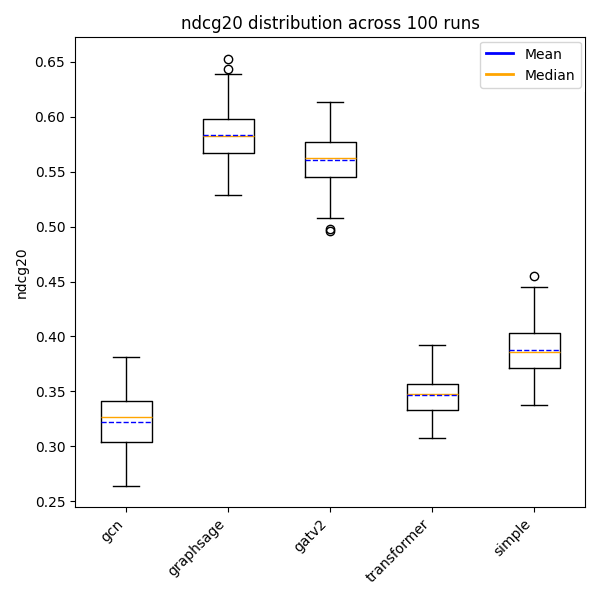 ndcg20 distribution across 100 runs
Mean
Median
ndcg20
0.65
0.60
0.55
0.50
0.45
0.40
0.35
0.30
0.25
gcn
graphsage
gatv2
transformer
simple